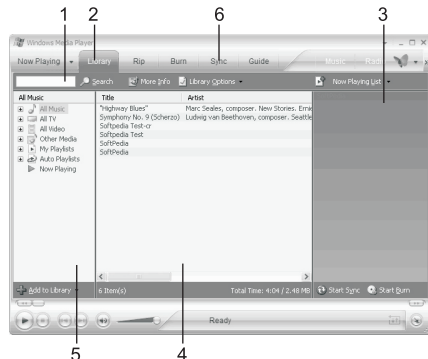 1 2 6 3
Windows Media Player
Now Playing Library Rip Burn Sync Guide Music Radio
Search More Info Library Options Now Playing List
All Music Title Artist
All Music "Highway Blues" Marc Seales, composer. New Stories. Ernie
All TV Symphony No. 9 (Scherzo) Ludwig van Beethoven, composer. Seattle
All Video Softpedia Test-cr
Other Media Softpedia Test
My Playlists SoftPedia
Auto Playlists SoftPedia
Now Playing
Add to Library 6 Item(s) Total Time: 4:04 / 2.48 MB Start Sync Start Burn
Ready
5 4